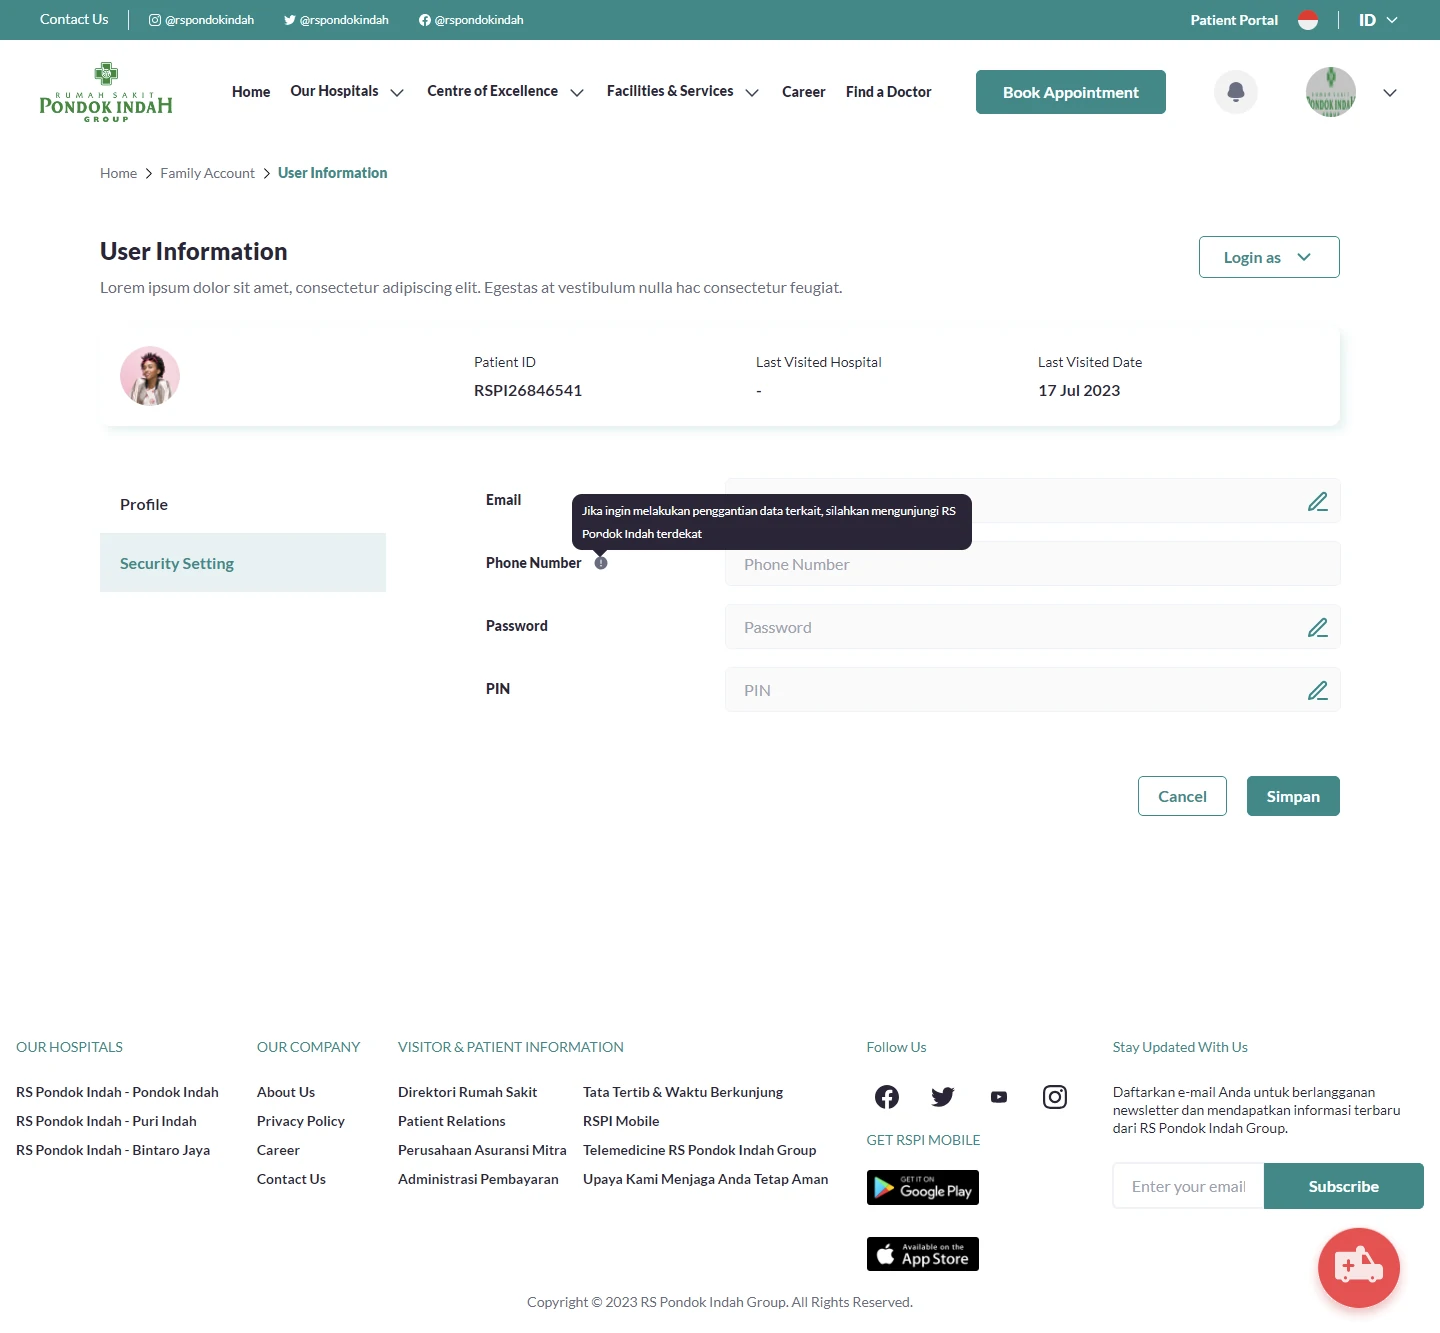 Contact Us
@rspondokindah
@rspondokindah
@rspondokindah
Patient Portal
ID
RUMAH SAKIT
PONDOK INDAH
GROUP
Home
Our Hospitals
Centre of Excellence
Facilities & Services
Career
Find a Doctor
Book Appointment
PONDOK INDA
Home
Family Account
User Information
User Information
Login as
Lorem ipsum dolor sit amet, consectetur adipiscing elit. Egestas at vestibulum nulla hac consectetur feugiat.
Patient ID
RSPI26846541
Last Visited Hospital
-
Last Visited Date
17 Jul 2023
Profile
Security Setting
Email
Jika ingin melakukan penggantian data terkait, silahkan mengunjungi RS
Pondok Indah terdekat
Phone Number
Phone Number
Password
Password
PIN
PIN
Cancel
Simpan
OUR HOSPITALS
RS Pondok Indah - Pondok Indah
RS Pondok Indah - Puri Indah
RS Pondok Indah - Bintaro Jaya
OUR COMPANY
About Us
Privacy Policy
Career
Contact Us
VISITOR & PATIENT INFORMATION
Direktori Rumah Sakit
Patient Relations
Perusahaan Asuransi Mitra
Administrasi Pembayaran
Tata Tertib & Waktu Berkunjung
RSPI Mobile
Telemedicine RS Pondok Indah Group
Upaya Kami Menjaga Anda Tetap Aman
Follow Us
GET RSPI MOBILE
GET IT ON
Google Play
Available on the
App Store
Stay Updated With Us
Daftarkan e-mail Anda untuk berlangganan
newsletter dan mendapatkan informasi terbaru
dari RS Pondok Indah Group.
Enter your email
Subscribe
Copyright © 2023 RS Pondok Indah Group. All Rights Reserved.